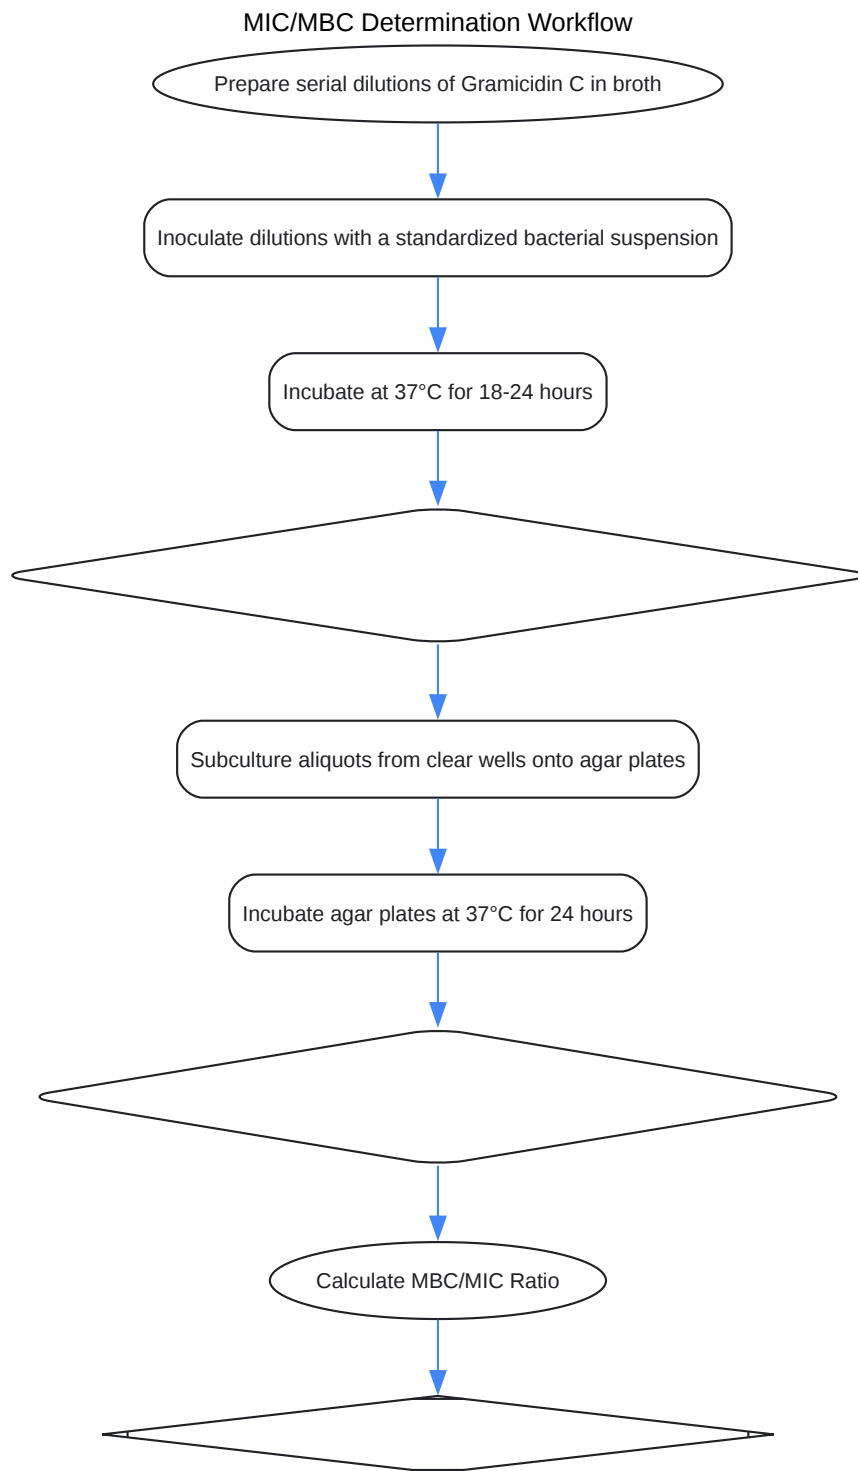 MIC/MBC Determination Workflow
Prepare serial dilutions of Gramicidin C in broth
Inoculate dilutions with a standardized bacterial suspension
Incubate at 37°C for 18-24 hours
Subculture aliquots from clear wells onto agar plates
Incubate agar plates at 37°C for 24 hours
Calculate MBC/MIC Ratio